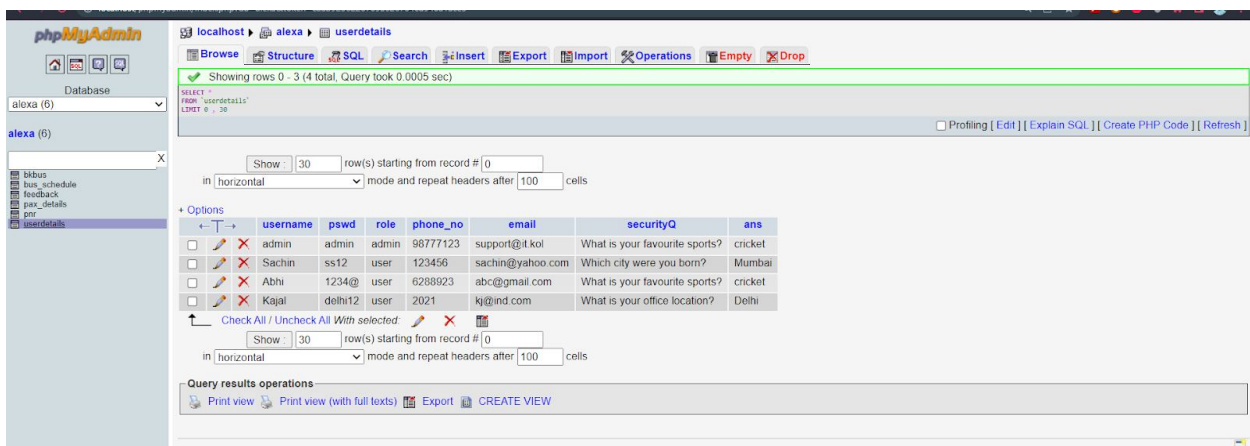 phpMyAdmin
Database
alexa (6)
alexa (6)
X
bkbus
bus_schedule
feedback
pax_details
pnr
userdetails
localhost alexa userdetails
Browse Structure SQL Search Insert Export Import Operations Empty Drop
Showing rows 0 - 3 (4 total, Query took 0.0005 sec)
SELECT *
FROM `userdetails`
LIMIT 0 , 30
Profiling [ Edit ] [ Explain SQL ] [ Create PHP Code ] [ Refresh ]
Show : 30 row(s) starting from record # 0
in horizontal mode and repeat headers after 100 cells
+ Options
←T→ username pswd role phone_no email securityQ ans
admin admin admin 98777123 support@it.kol What is your favourite sports? cricket
Sachin ss12 user 123456 sachin@yahoo.com Which city were you born? Mumbai
Abhi 1234@ user 6288923 abc@gmail.com What is your favourite sports? cricket
Kajal delhi12 user 2021 kj@ind.com What is your office location? Delhi
Check All / Uncheck All With selected:
Show : 30 row(s) starting from record # 0
in horizontal mode and repeat headers after 100 cells
Query results operations
Print view Print view (with full texts) Export CREATE VIEW